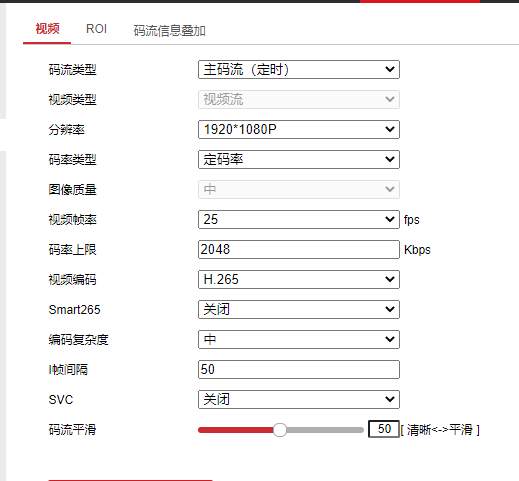 视频 ROI 码流信息叠加
码流类型 主码流（定时）
视频类型 视频流
分辨率 1920*1080P
码率类型 定码率
图像质量 中
视频帧率 25 fps
码率上限 2048 Kbps
视频编码 H.265
Smart265 关闭
编码复杂度 中
I帧间隔 50
SVC 关闭
码流平滑 50 [ 清晰<->平滑 ]